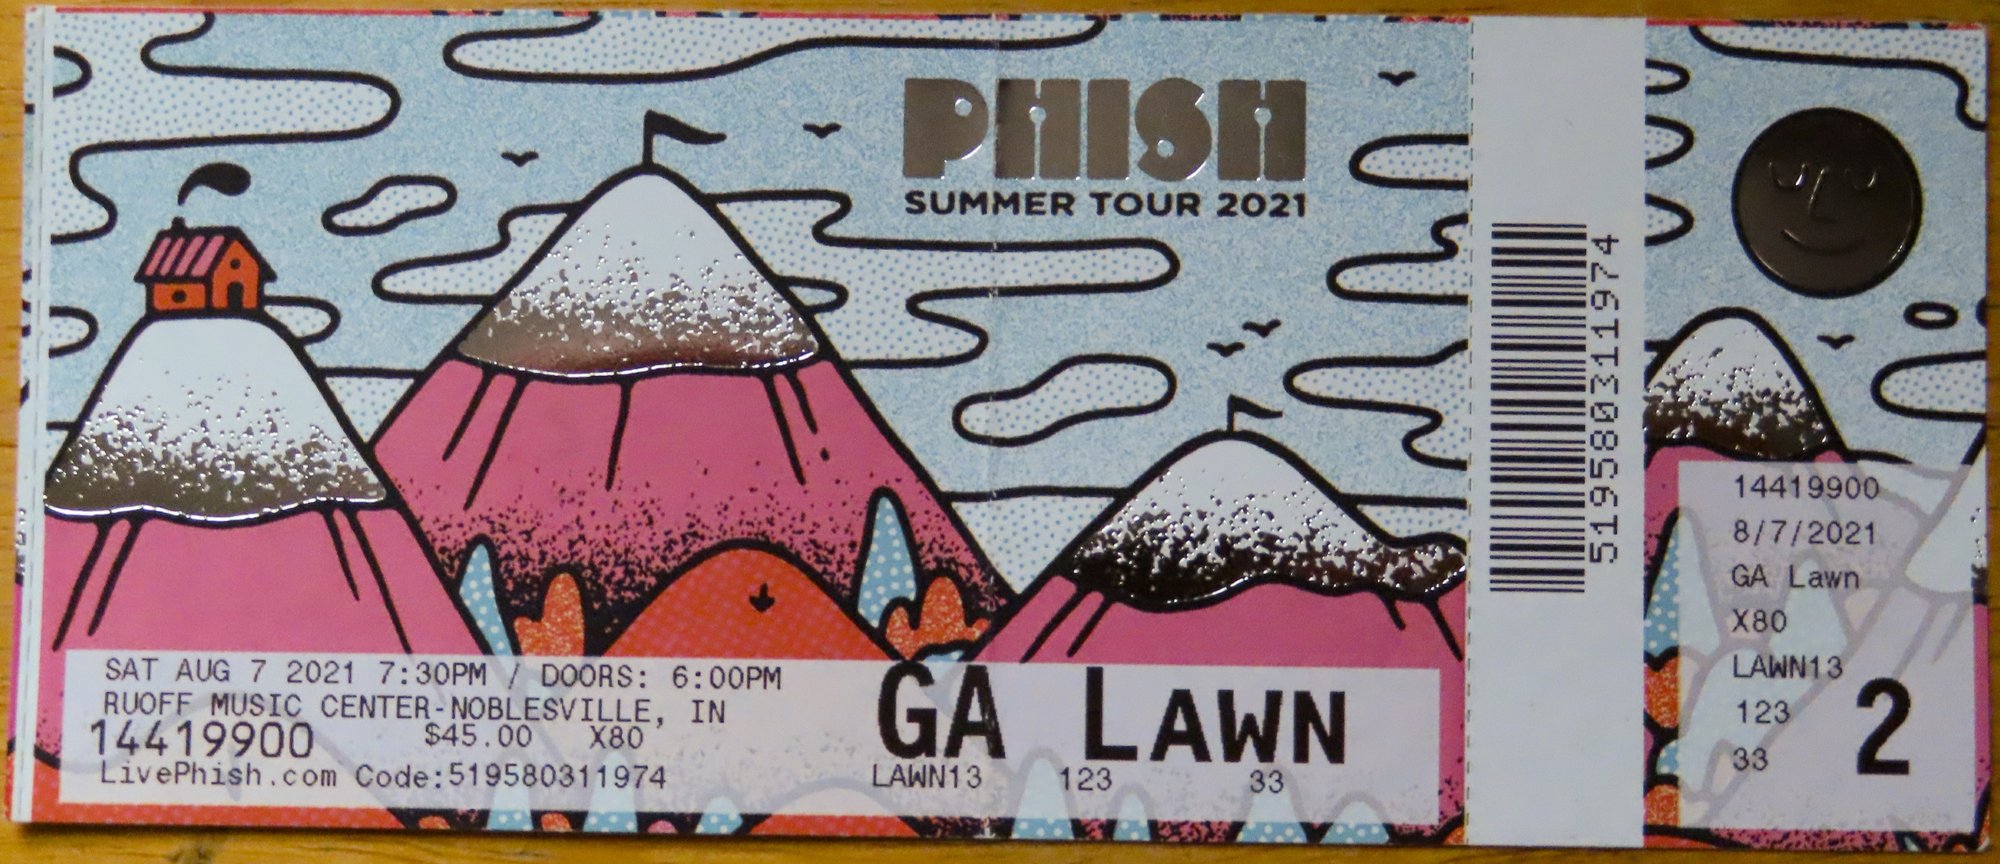 PHISH
SUMMER TOUR 2021
SAT AUG 7 2021 7:30PM / DOORS: 6:00PM
RUOFF MUSIC CENTER-NOBLESVILLE, IN
14419900 $45.00 X80
LivePhish.com Code:519580311974
GA LAWN
LAWN13 123 33
519580311974
14419900
8/7/2021
GA Lawn
X80
LAWN13
123
33
2